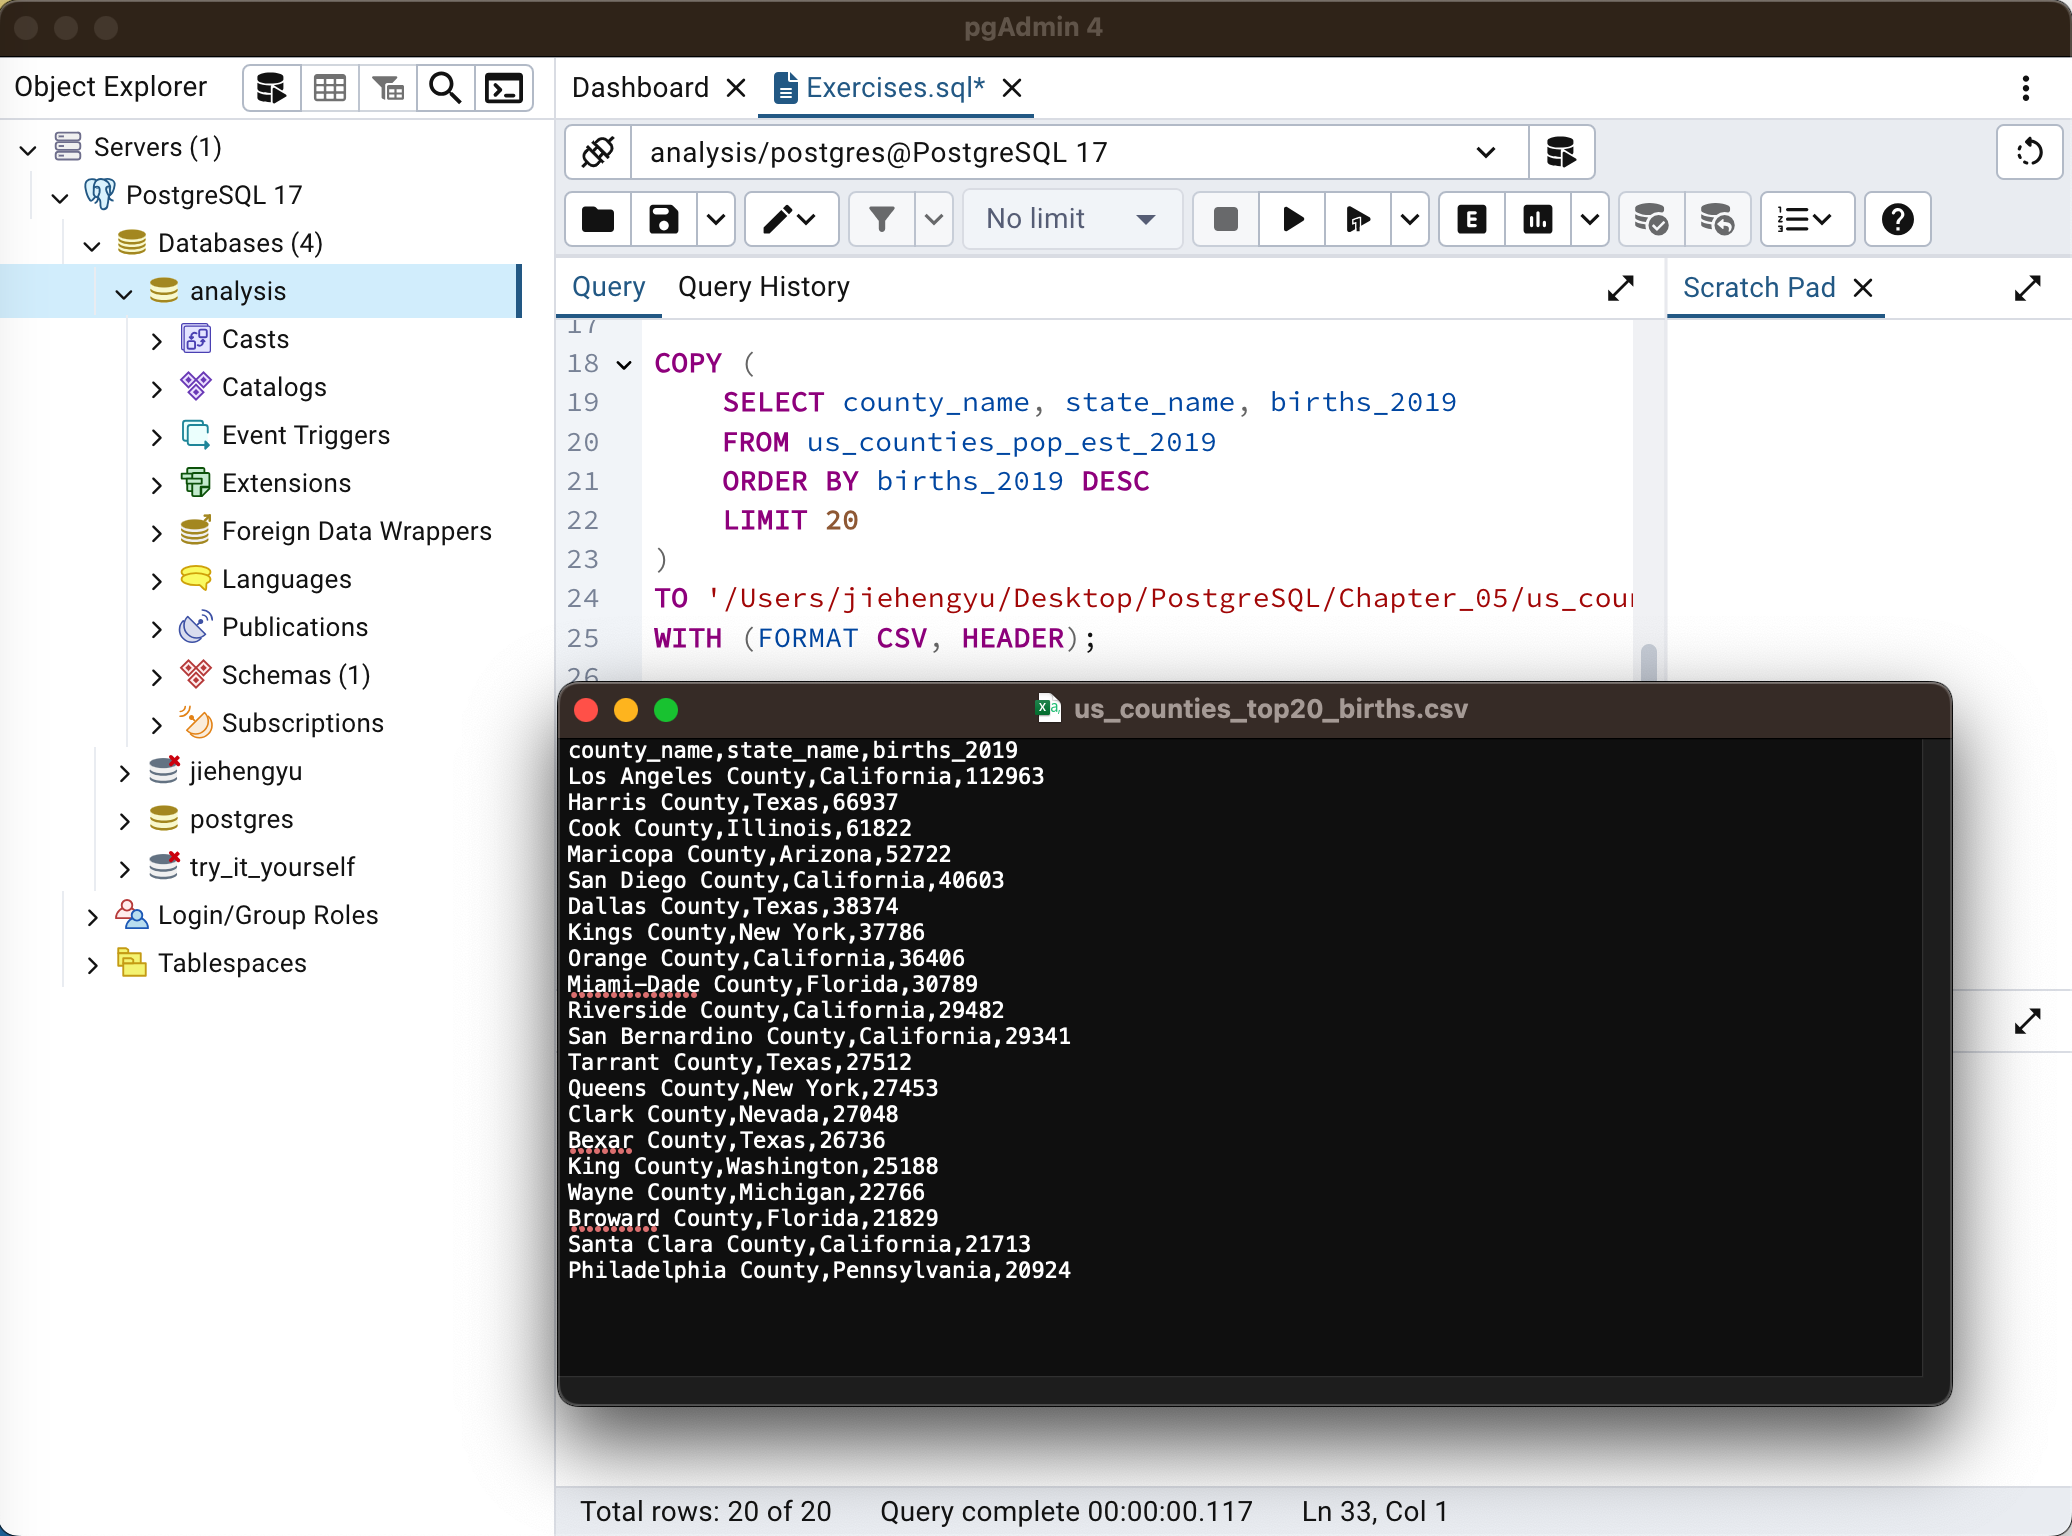 pgAdmin 4
Object Explorer
Dashboard
Exercises.sql*
Servers (1)
PostgreSQL 17
Databases (4)
analysis
Casts
Catalogs
Event Triggers
Extensions
Foreign Data Wrappers
Languages
Publications
Schemas (1)
Subscriptions
jiehengyu
postgres
try_it_yourself
Login/Group Roles
Tablespaces
analysis/postgres@PostgreSQL 17
No limit
E
Query
Query History
Scratch Pad
17
18 COPY (
19 SELECT county_name, state_name, births_2019
20 FROM us_counties_pop_est_2019
21 ORDER BY births_2019 DESC
22 LIMIT 20
23 )
24 TO '/Users/jiehengyu/Desktop/PostgreSQL/Chapter_05/us_cour
25 WITH (FORMAT CSV, HEADER);
26
us_counties_top20_births.csv
county_name,state_name,births_2019
Los Angeles County,California,112963
Harris County,Texas,66937
Cook County,Illinois,61822
Maricopa County,Arizona,52722
San Diego County,California,40603
Dallas County,Texas,38374
Kings County,New York,37786
Orange County,California,36406
Miami-Dade County,Florida,30789
Riverside County,California,29482
San Bernardino County,California,29341
Tarrant County,Texas,27512
Queens County,New York,27453
Clark County,Nevada,27048
Bexar County,Texas,26736
King County,Washington,25188
Wayne County,Michigan,22766
Broward County,Florida,21829
Santa Clara County,California,21713
Philadelphia County,Pennsylvania,20924
Total rows: 20 of 20
Query complete 00:00:00.117
Ln 33, Col 1